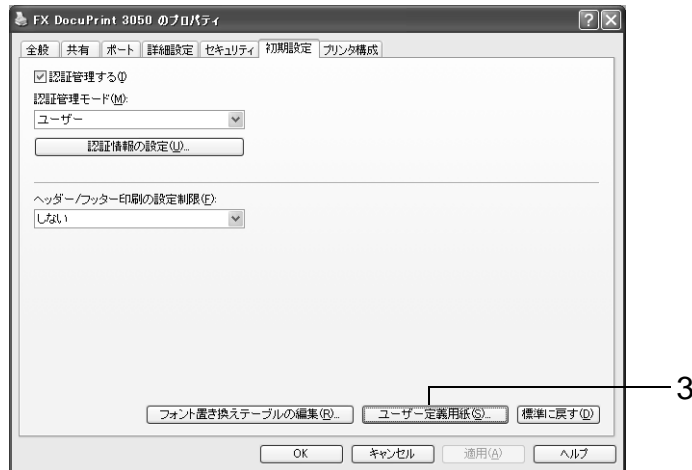 FX DocuPrint 3050 のプロパティ
全般 共有 ポート 詳細設定 セキュリティ 初期設定 プリンタ構成
認証管理する(I)
認証管理モード(M):
ユーザー
認証情報の設定(U)...
ヘッダー/フッター印刷の設定制限(F):
しない
3
フォント置き換えテーブルの編集(R)... ユーザー定義用紙(S)... 標準に戻す(D)
OK キャンセル 適用(A) ヘルプ